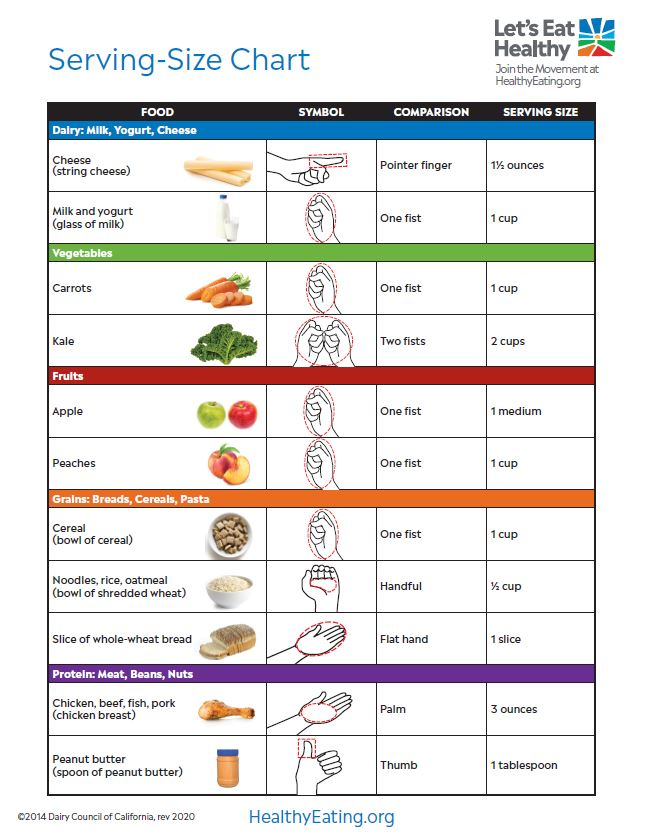 Serving-Size Chart
Let's Eat
Healthy
Join the Movement at
HealthyEating.org
FOOD SYMBOL COMPARISON SERVING SIZE
Dairy: Milk, Yogurt, Cheese
Cheese
(string cheese)
Pointer finger
1½ ounces
Milk and yogurt
(glass of milk)
One fist
1 cup
Vegetables
Carrots
One fist
1 cup
Kale
Two fists
2 cups
Fruits
Apple
One fist
1 medium
Peaches
One fist
1 cup
Grains: Breads, Cereals, Pasta
Cereal
(bowl of cereal)
One fist
1 cup
Noodles, rice, oatmeal
(bowl of shredded wheat)
Handful
½ cup
Slice of whole-wheat bread
Flat hand
1 slice
Protein: Meat, Beans, Nuts
Chicken, beef, fish, pork
(chicken breast)
Palm
3 ounces
Peanut butter
(spoon of peanut butter)
Thumb
1 tablespoon
©2014 Dairy Council of California, rev 2020
HealthyEating.org